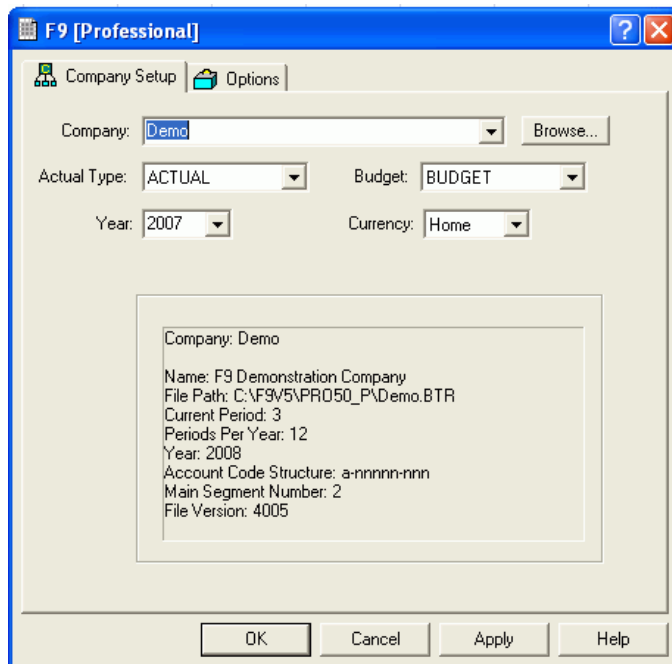 F9 [Professional]
Company Setup Options
Company: Demo Browse...
Actual Type: ACTUAL Budget: BUDGET
Year: 2007 Currency: Home
Company: Demo
Name: F9 Demonstration Company
File Path: C:\F9V5\PRO50_P\Demo.BTR
Current Period: 3
Periods Per Year: 12
Year: 2008
Account Code Structure: a-nnnnn-nnn
Main Segment Number: 2
File Version: 4005
OK Cancel Apply Help